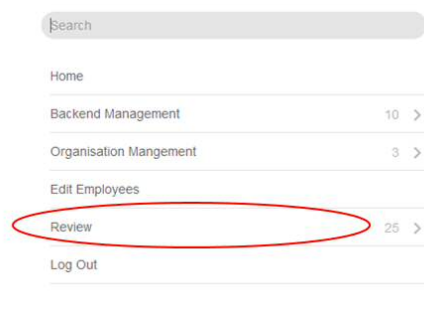 Search
Home
Backend Management 10
Organisation Mangement 3
Edit Employees
Review 25
Log Out